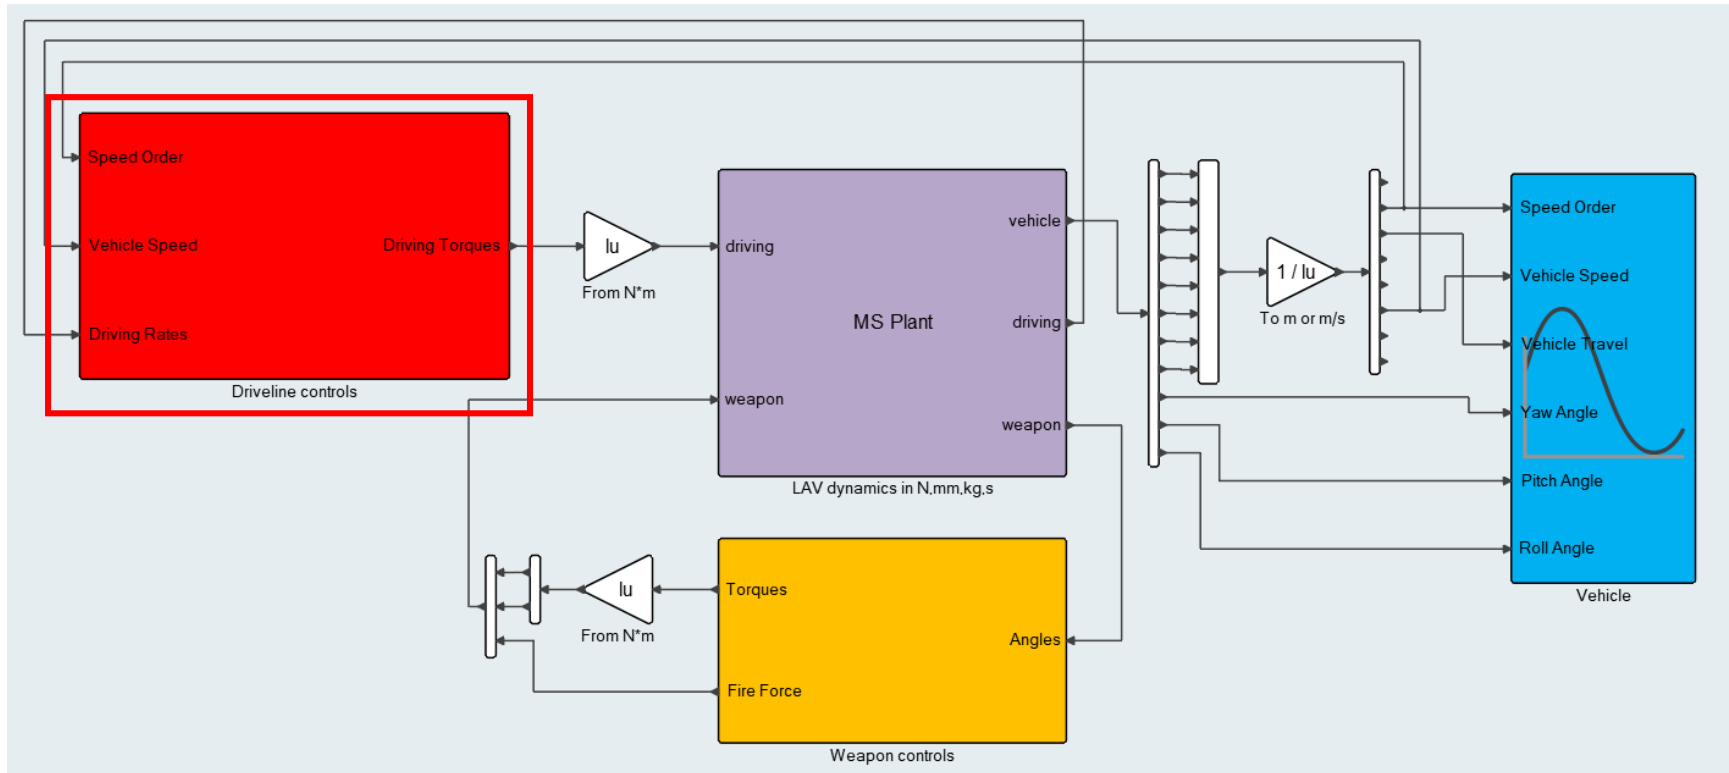 Speed Order
Vehicle Speed
Driving Rates
Driving Torques
Driveline controls
lu
From N*m
driving
weapon
MS Plant
vehicle
driving
weapon
LAV dynamics in N,mm,kg,s
1 / lu
To m or m/s
Speed Order
Vehicle Speed
Vehicle Travel
Yaw Angle
Pitch Angle
Roll Angle
Vehicle
lu
From N*m
Torques
Fire Force
Angles
Weapon controls